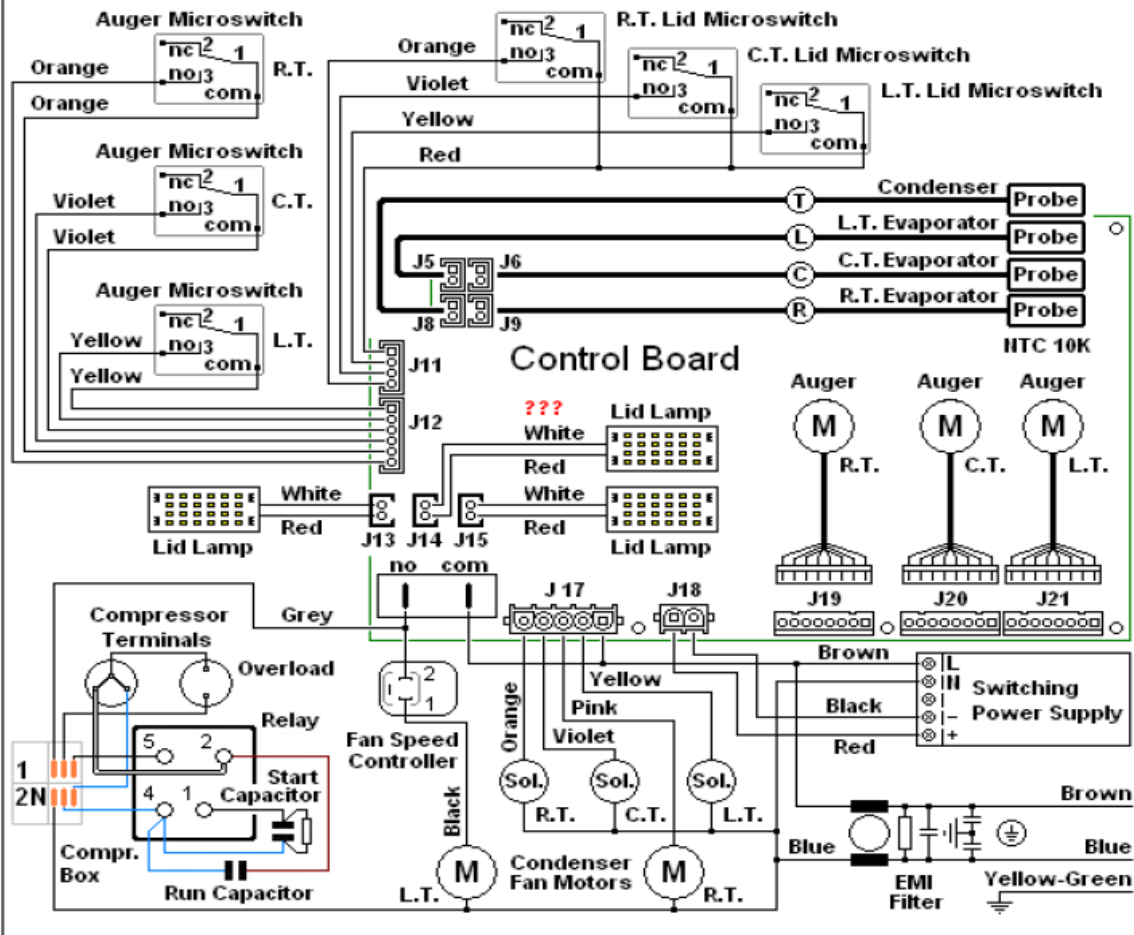 Auger Microswitch
nc 2 1
no 3
com
R.T.
Orange
Orange
Auger Microswitch
nc 2 1
no 3
com
C.T.
Violet
Violet
Auger Microswitch
nc 2 1
no 3
com
L.T.
Yellow
Yellow
R.T. Lid Microswitch
nc 2 1
no 3
com
Orange
C.T. Lid Microswitch
nc 2 1
no 3
com
Violet
L.T. Lid Microswitch
nc 2 1
no 3
com
Yellow
Red
T
Condenser
Probe
L
L.T. Evaporator
Probe
C
C.T. Evaporator
Probe
R
R.T. Evaporator
Probe
NTC 10K
J5
J6
J8
J9
J11
J12
Control Board
???
White
Red
Lid Lamp
White
Red
Lid Lamp
White
Red
Lid Lamp
J13
J14
J15
Auger
M
R.T.
Auger
M
C.T.
Auger
M
L.T.
J19
J20
J21
no
com
J 17
J18
Grey
Compressor
Terminals
Overload
Relay
5
2
4
1
1
2N
Start
Capacitor
Compr.
Box
Run Capacitor
2
1
Fan Speed
Controller
Black
M
L.T.
Condenser
Fan Motors
M
R.T.
Orange
Violet
Pink
Yellow
Sol.
R.T.
Sol.
C.T.
Sol.
L.T.
Brown
Black
Red
L
N
–
+
Switching
Power Supply
Brown
Blue
Blue
Yellow-Green
EMI
Filter